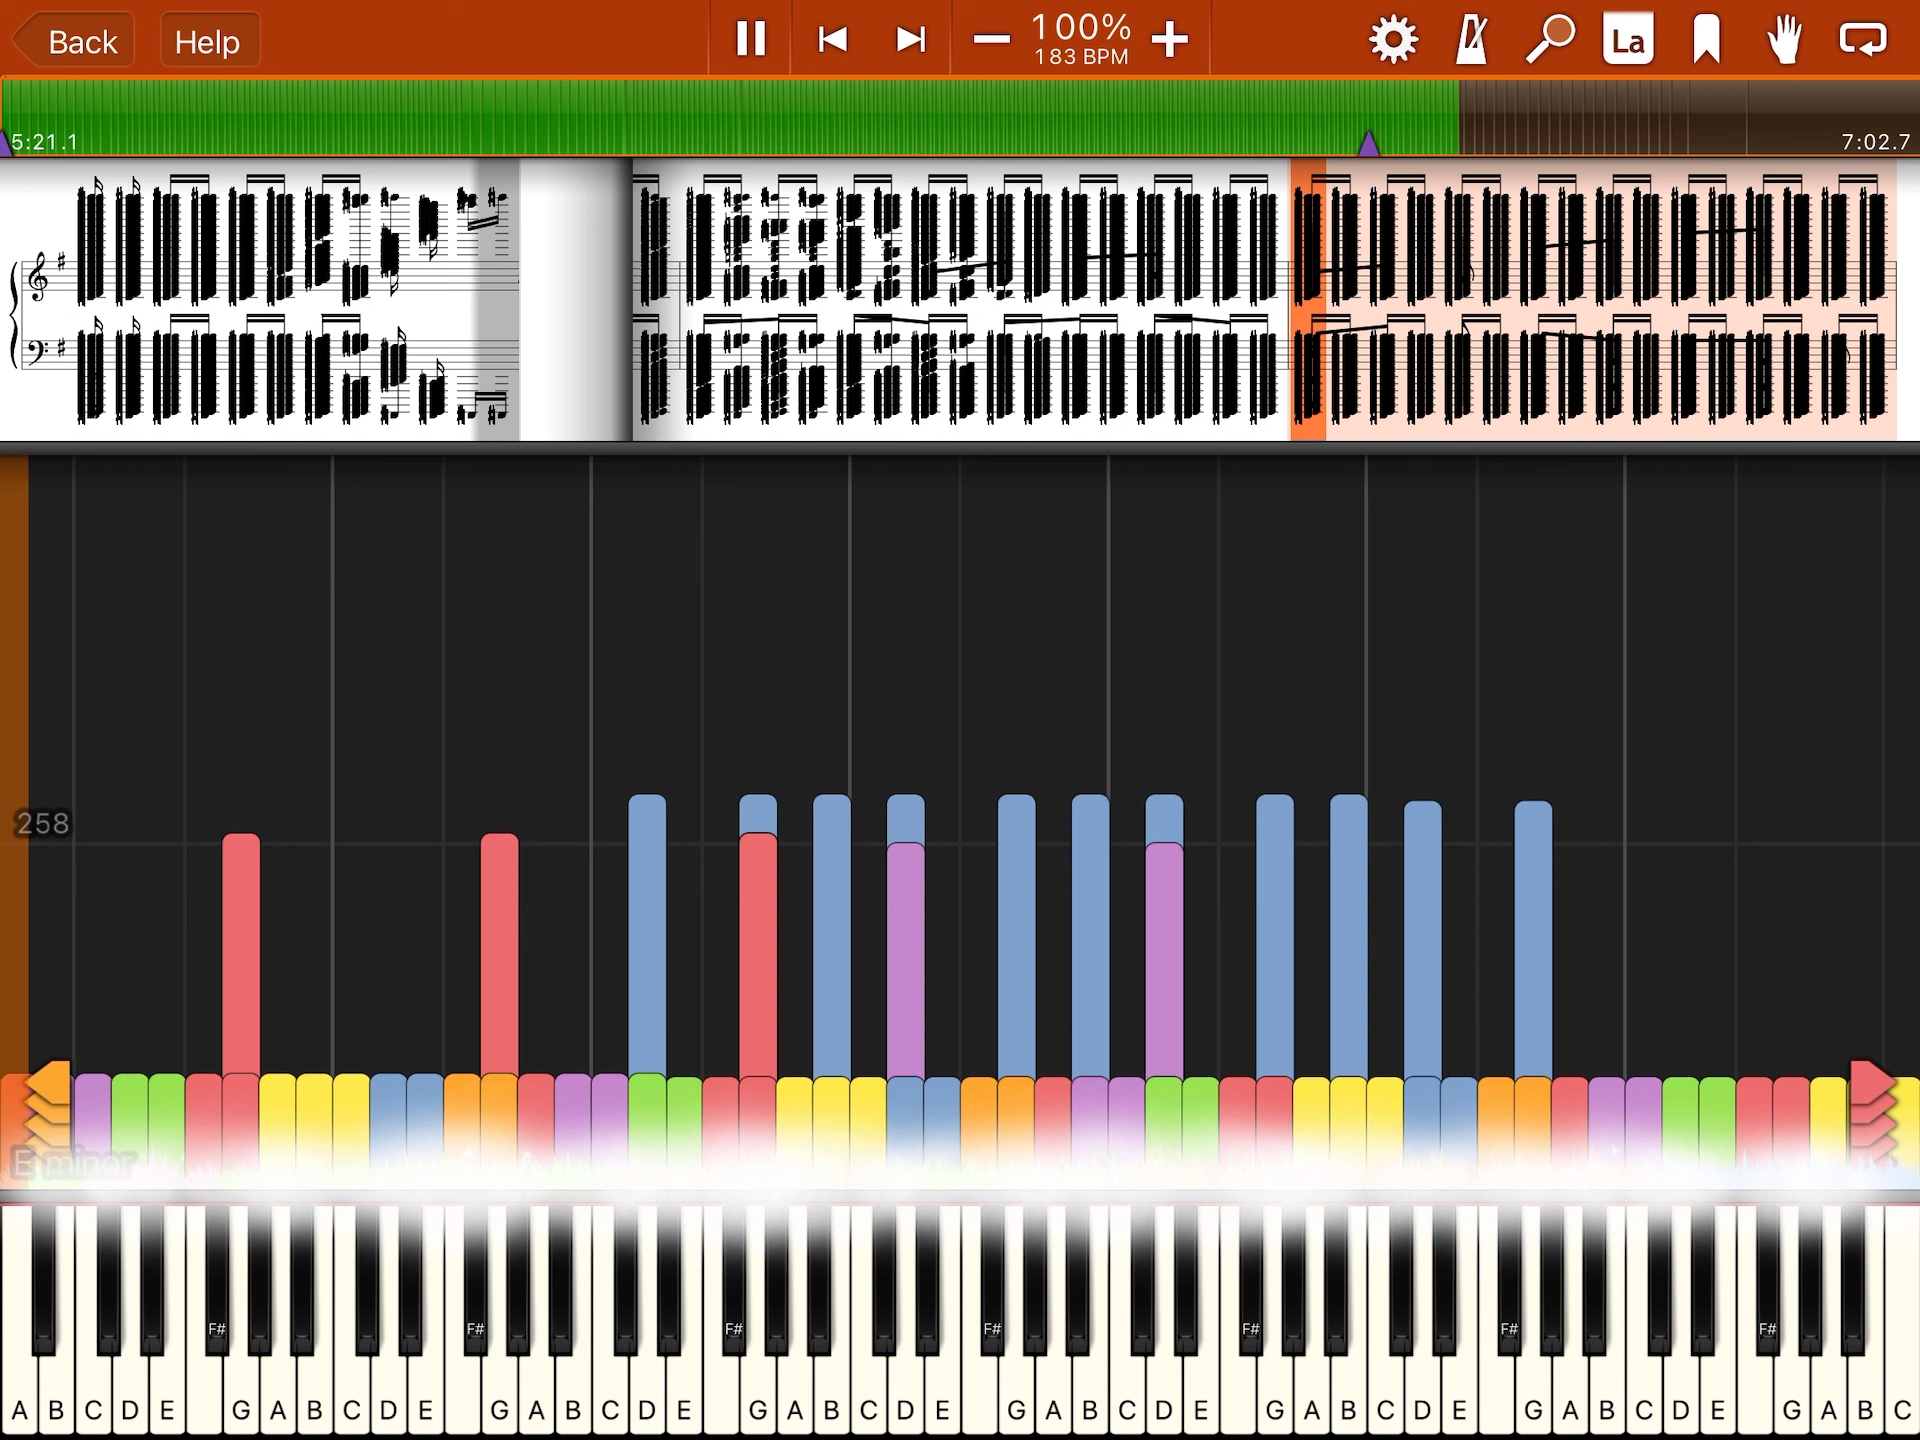 Back Help 100% La
183 BPM
5:21.1 7:02.7
258
E minor
F# F# F# F# F# F# F#
A B C D E G A B C D E G A B C D E G A B C D E G A B C D E G A B C D E G A B C D E G A B C